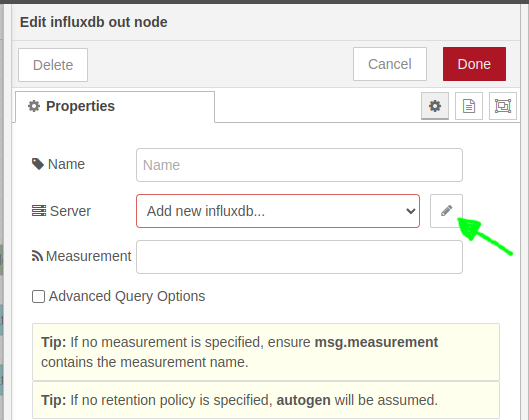 Edit influxdb out node
Delete
Cancel
Done
Properties
Name
Name
Server
Add new influxdb...
Measurement
Advanced Query Options
Tip: If no measurement is specified, ensure msg.measurement
contains the measurement name.
Tip: If no retention policy is specified, autogen will be assumed.